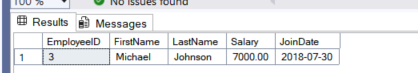 100 %
No issues found
Results Messages
EmployeeID FirstName LastName Salary JoinDate
1 3 Michael Johnson 7000.00 2018-07-30